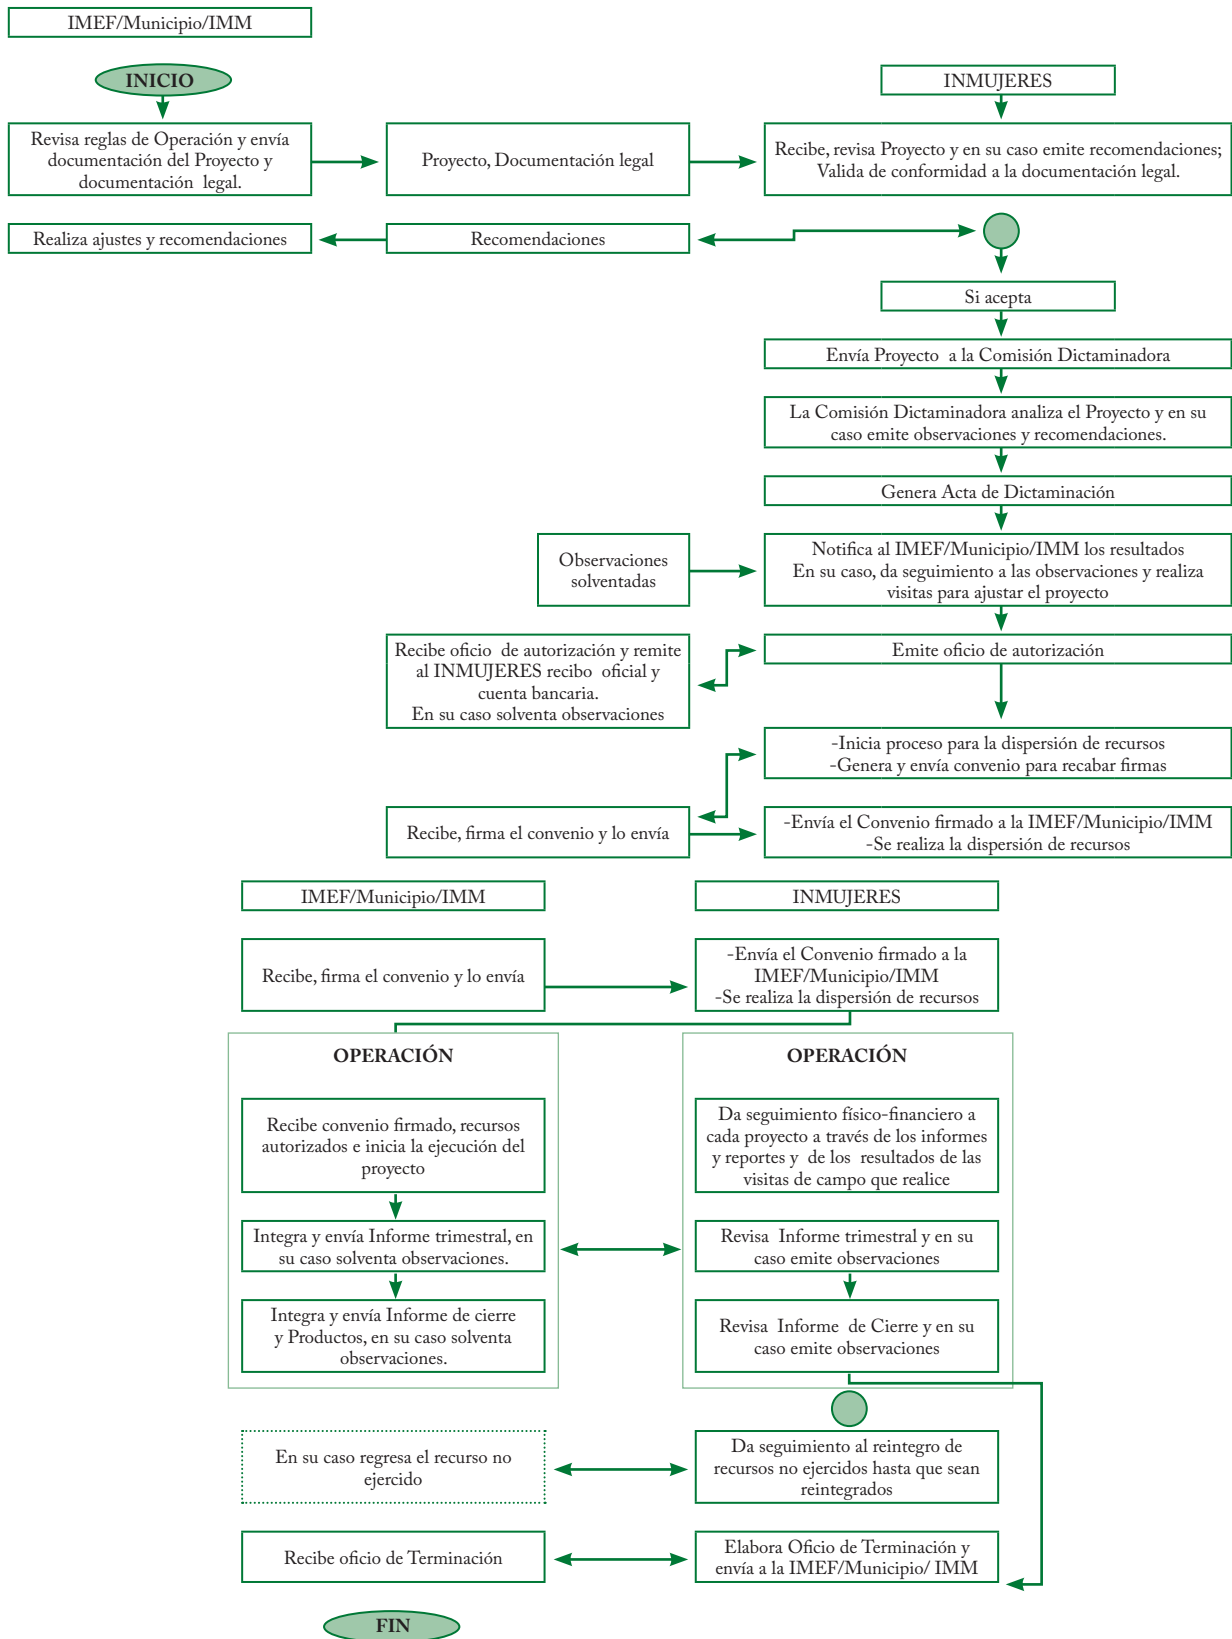 IMEF/Municipio/IMM
INICIO
INMUJERES
Revisa reglas de Operación y envía
documentación del Proyecto y
documentación legal.
Proyecto, Documentación legal
Recibe, revisa Proyecto y en su caso emite recomendaciones;
Valida de conformidad a la documentación legal.
Realiza ajustes y recomendaciones
Recomendaciones
Si acepta
Envía Proyecto a la Comisión Dictaminadora
La Comisión Dictaminadora analiza el Proyecto y en su
caso emite observaciones y recomendaciones.
Genera Acta de Dictaminación
Observaciones
solventadas
Notifica al IMEF/Municipio/IMM los resultados
En su caso, da seguimiento a las observaciones y realiza
visitas para ajustar el proyecto
Recibe oficio de autorización y remite
al INMUJERES recibo oficial y
cuenta bancaria.
En su caso solventa observaciones
Emite oficio de autorización
-Inicia proceso para la dispersión de recursos
-Genera y envía convenio para recabar firmas
Recibe, firma el convenio y lo envía
-Envía el Convenio firmado a la IMEF/Municipio/IMM
-Se realiza la dispersión de recursos
IMEF/Municipio/IMM
INMUJERES
Recibe, firma el convenio y lo envía
-Envía el Convenio firmado a la
IMEF/Municipio/IMM
-Se realiza la dispersión de recursos
OPERACIÓN
OPERACIÓN
Recibe convenio firmado, recursos
autorizados e inicia la ejecución del
proyecto
Da seguimiento físico-financiero a
cada proyecto a través de los informes
y reportes y de los resultados de las
visitas de campo que realice
Integra y envía Informe trimestral, en
su caso solventa observaciones.
Revisa Informe trimestral y en su
caso emite observaciones
Integra y envía Informe de cierre
y Productos, en su caso solventa
observaciones.
Revisa Informe de Cierre y en su
caso emite observaciones
En su caso regresa el recurso no
ejercido
Da seguimiento al reintegro de
recursos no ejercidos hasta que sean
reintegrados
Recibe oficio de Terminación
Elabora Oficio de Terminación y
envía a la IMEF/Municipio/ IMM
FIN